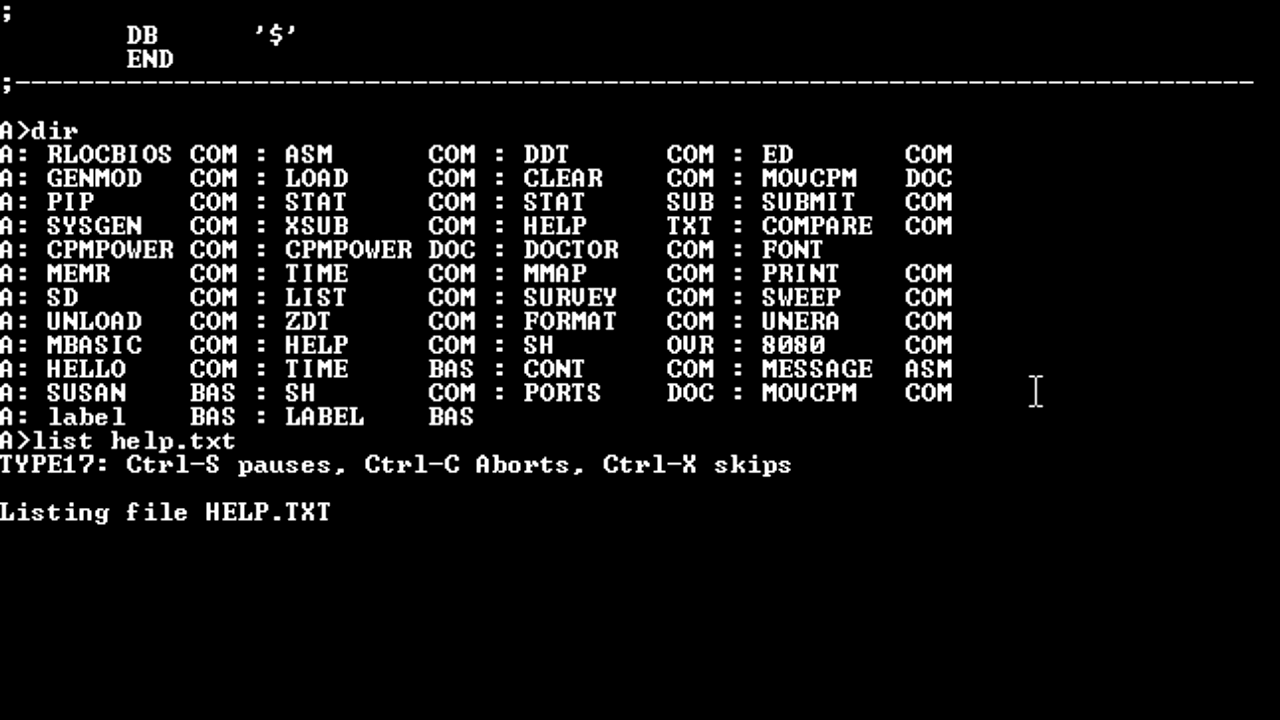 ;
DB '$'
END
;-------------------------------------------------------------------------------
A>dir
A: RLOCBIOS COM : ASM COM : DDT COM : ED COM
A: GENMOD COM : LOAD COM : CLEAR COM : MOVCPM DOC
A: PIP COM : STAT COM : STAT SUB : SUBMIT COM
A: SYSGEN COM : XSUB COM : HELP TXT : COMPARE COM
A: CPMPOWER COM : CPMPOWER DOC : DOCTOR COM : FONT
A: MEMR COM : TIME COM : MMAP COM : PRINT COM
A: SD COM : LIST COM : SURVEY COM : SWEEP COM
A: UNLOAD COM : ZDT COM : FORMAT COM : UNERA COM
A: MBASIC COM : HELP COM : SH OVR : 8080 COM
A: HELLO COM : TIME BAS : CONT COM : MESSAGE ASM
A: SUSAN BAS : SH COM : PORTS DOC : MOVCPM COM
A: label BAS : LABEL BAS
A>list help.txt
TYPE17: Ctrl-S pauses, Ctrl-C Aborts, Ctrl-X skips
Listing file HELP.TXT